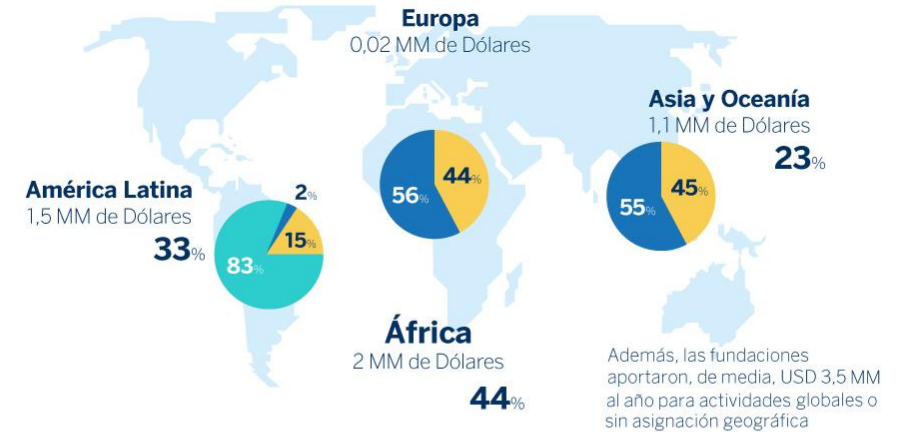 Europa
0,02 MM de Dólares
Asia y Oceanía
1,1 MM de Dólares
23%
44%
56%
45%
55%
América Latina
1,5 MM de Dólares
33%
2%
15%
83%
África
2 MM de Dólares
44%
Además, las fundaciones
aportaron, de media, USD 3,5 MM
al año para actividades globales o
sin asignación geográfica